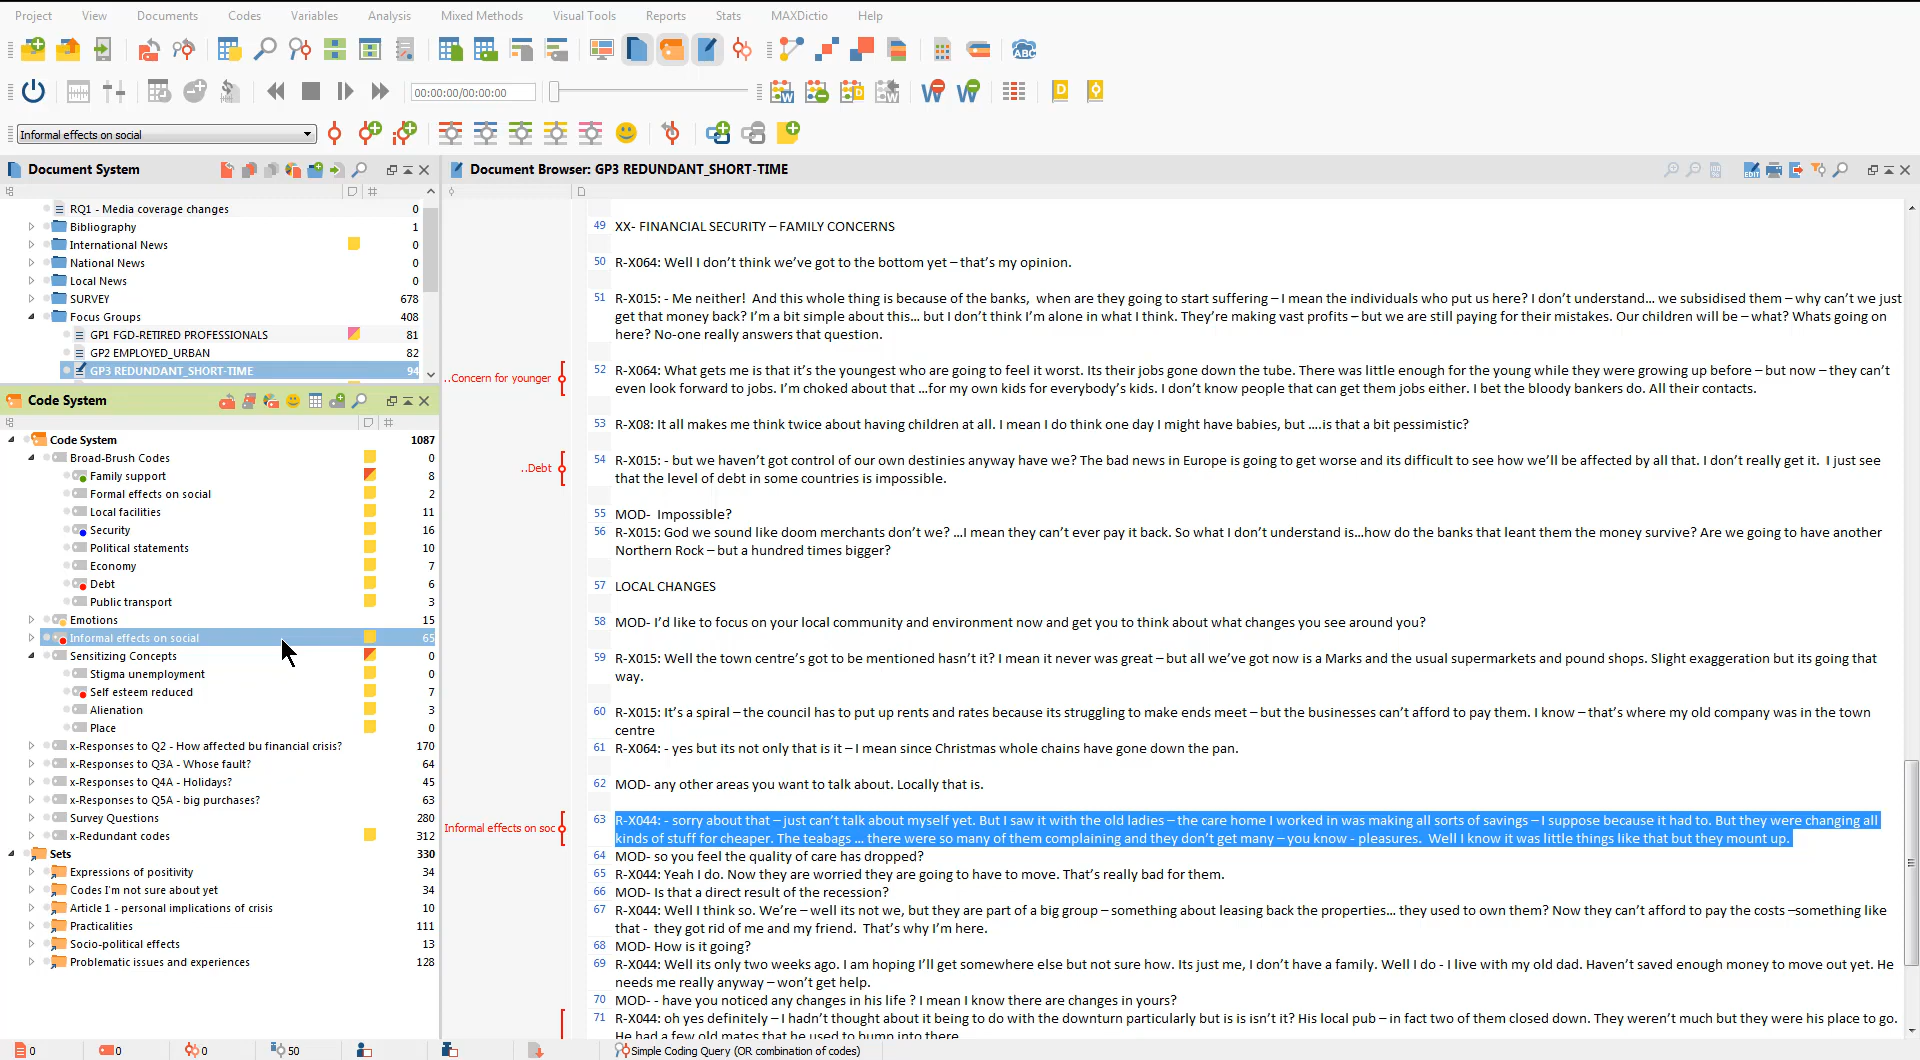 Project View Documents Codes Variables Analysis Mixed Methods Visual Tools Reports Stats MAXDictio Help
ABC
00:00:00/00:00:00
W D W W D
Informal effects on social
Document System
#
RQ1 - Media coverage changes 0
Bibliography 1
International News 0
National News 0
Local News 0
SURVEY 678
Focus Groups 408
GP1 FGD-RETIRED PROFESSIONALS 81
GP2 EMPLOYED_URBAN 82
GP3 REDUNDANT_SHORT-TIME 94
Code System
#
Code System 1087
Broad-Brush Codes 0
Family support 8
Formal effects on social 2
Local facilities 11
Security 16
Political statements 10
Economy 7
Debt 6
Public transport 3
Emotions 15
Informal effects on social 65
Sensitizing Concepts 0
Stigma unemployment 0
Self esteem reduced 7
Alienation 3
Place 0
x-Responses to Q2 - How affected bu financial crisis? 170
x-Responses to Q3A - Whose fault? 64
x-Responses to Q4A - Holidays? 45
x-Responses to Q5A - big purchases? 63
Survey Questions 280
x-Redundant codes 312
Sets 330
Expressions of positivity 34
Codes I'm not sure about yet 34
Article 1 - personal implications of crisis 10
Practicalities 111
Socio-political effects 13
Problematic issues and experiences 128
Document Browser: GP3 REDUNDANT_SHORT-TIME
EDIT
49 XX- FINANCIAL SECURITY – FAMILY CONCERNS
50 R-X064: Well I don't think we've got to the bottom yet – that's my opinion.
51 R-X015: - Me neither!  And this whole thing is because of the banks,  when are they going to start suffering – I mean the individuals who put us here? I don't understand... we subsidised them – why can't we just
get that money back? I'm a bit simple about this... but I don't think I'm alone in what I think. They're making vast profits – but we are still paying for their mistakes. Our children will be – what? Whats going on
here? No-one really answers that question.
..Concern for younger
52 R-X064: What gets me is that it's the youngest who are going to feel it worst. Its their jobs gone down the tube. There was little enough for the young while they were growing up before – but now – they can't
even look forward to jobs. I'm choked about that ...for my own kids for everybody's kids. I don't know people that can get them jobs either. I bet the bloody bankers do. All their contacts.
53 R-X08: It all makes me think twice about having children at all. I mean I do think one day I might have babies, but ....is that a bit pessimistic?
..Debt
54 R-X015: - but we haven't got control of our own destinies anyway have we? The bad news in Europe is going to get worse and its difficult to see how we'll be affected by all that. I don't really get it.  I just see
that the level of debt in some countries is impossible.
55 MOD-  Impossible?
56 R-X015: God we sound like doom merchants don't we? ...I mean they can't ever pay it back. So what I don't understand is...how do the banks that leant them the money survive? Are we going to have another
Northern Rock – but a hundred times bigger?
57 LOCAL CHANGES
58 MOD- I'd like to focus on your local community and environment now and get you to think about what changes you see around you?
59 R-X015: Well the town centre's got to be mentioned hasn't it? I mean it never was great – but all we've got now is a Marks and the usual supermarkets and pound shops. Slight exaggeration but its going that
way.
60 R-X015: It's a spiral – the council has to put up rents and rates because its struggling to make ends meet – but the businesses can't afford to pay them. I know – that's where my old company was in the town
centre
61 R-X064: - yes but its not only that is it – I mean since Christmas whole chains have gone down the pan.
62 MOD- any other areas you want to talk about. Locally that is.
Informal effects on soc
63 R-X044: - sorry about that – just can't talk about myself yet. But I saw it with the old ladies – the care home I worked in was making all sorts of savings – I suppose because it had to. But they were changing all
kinds of stuff for cheaper. The teabags ... there were so many of them complaining and they don't get many – you know - pleasures.  Well I know it was little things like that but they mount up.
64 MOD- so you feel the quality of care has dropped?
65 R-X044: Yeah I do. Now they are worried they are going to have to move. That's really bad for them.
66 MOD- Is that a direct result of the recession?
67 R-X044: Well I think so. We're – well its not we, but they are part of a big group – something about leasing back the properties... they used to own them? Now they can't afford to pay the costs –something like
that -  they got rid of me and my friend.  That's why I'm here.
68 MOD- How is it going?
69 R-X044: Well its only two weeks ago. I am hoping I'll get somewhere else but not sure how. Its just me, I don't have a family. Well I do - I live with my old dad. Haven't saved enough money to move out yet. He
needs me really anyway – won't get help.
70 MOD- - have you noticed any changes in his life ? I mean I know there are changes in yours?
71 R-X044: oh yes definitely – I hadn't thought about it being to do with the downturn particularly but is is isn't it? His local pub – in fact two of them closed down. They weren't much but they were his place to go.
He had a few old mates that he used to bump into there.
0 0 0 50 Simple Coding Query (OR combination of codes)